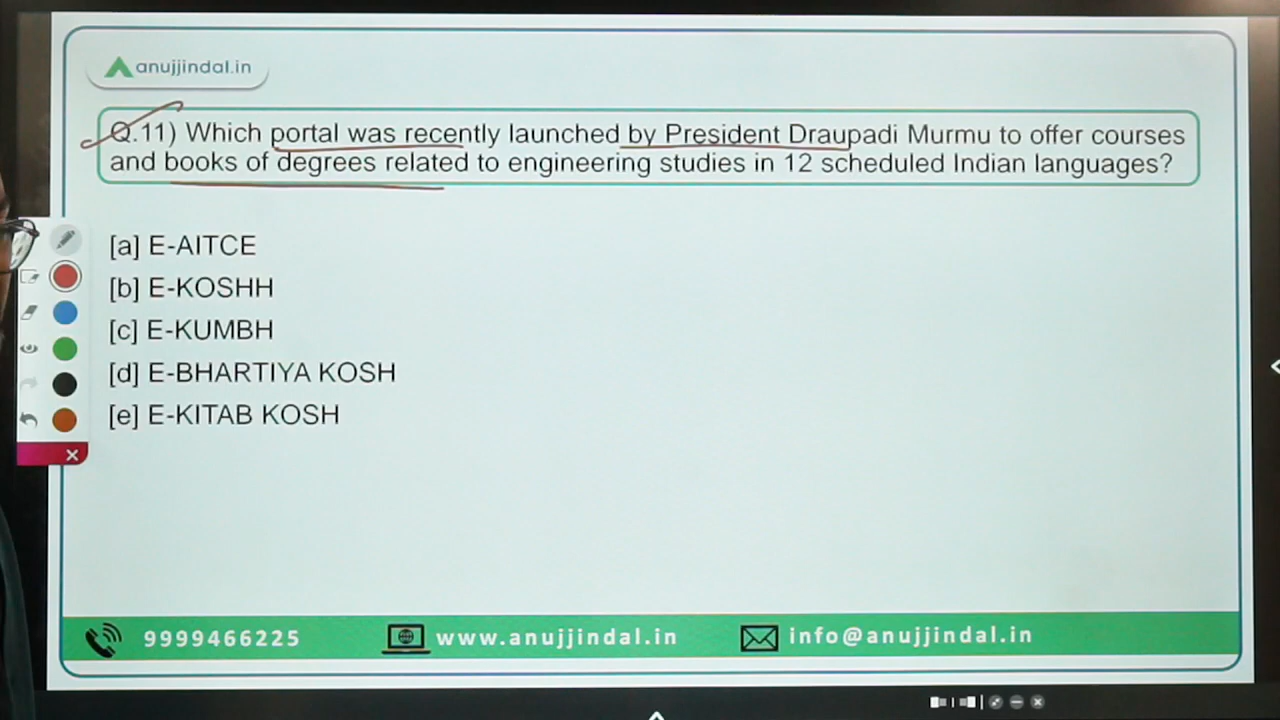 anujjindal.in
Q.11) Which portal was recently launched by President Draupadi Murmu to offer courses
and books of degrees related to engineering studies in 12 scheduled Indian languages?
[a] E-AITCE
[b] E-KOSHH
[c] E-KUMBH
[d] E-BHARTIYA KOSH
[e] E-KITAB KOSH
9999466225 www.anujjindal.in info@anujjindal.in